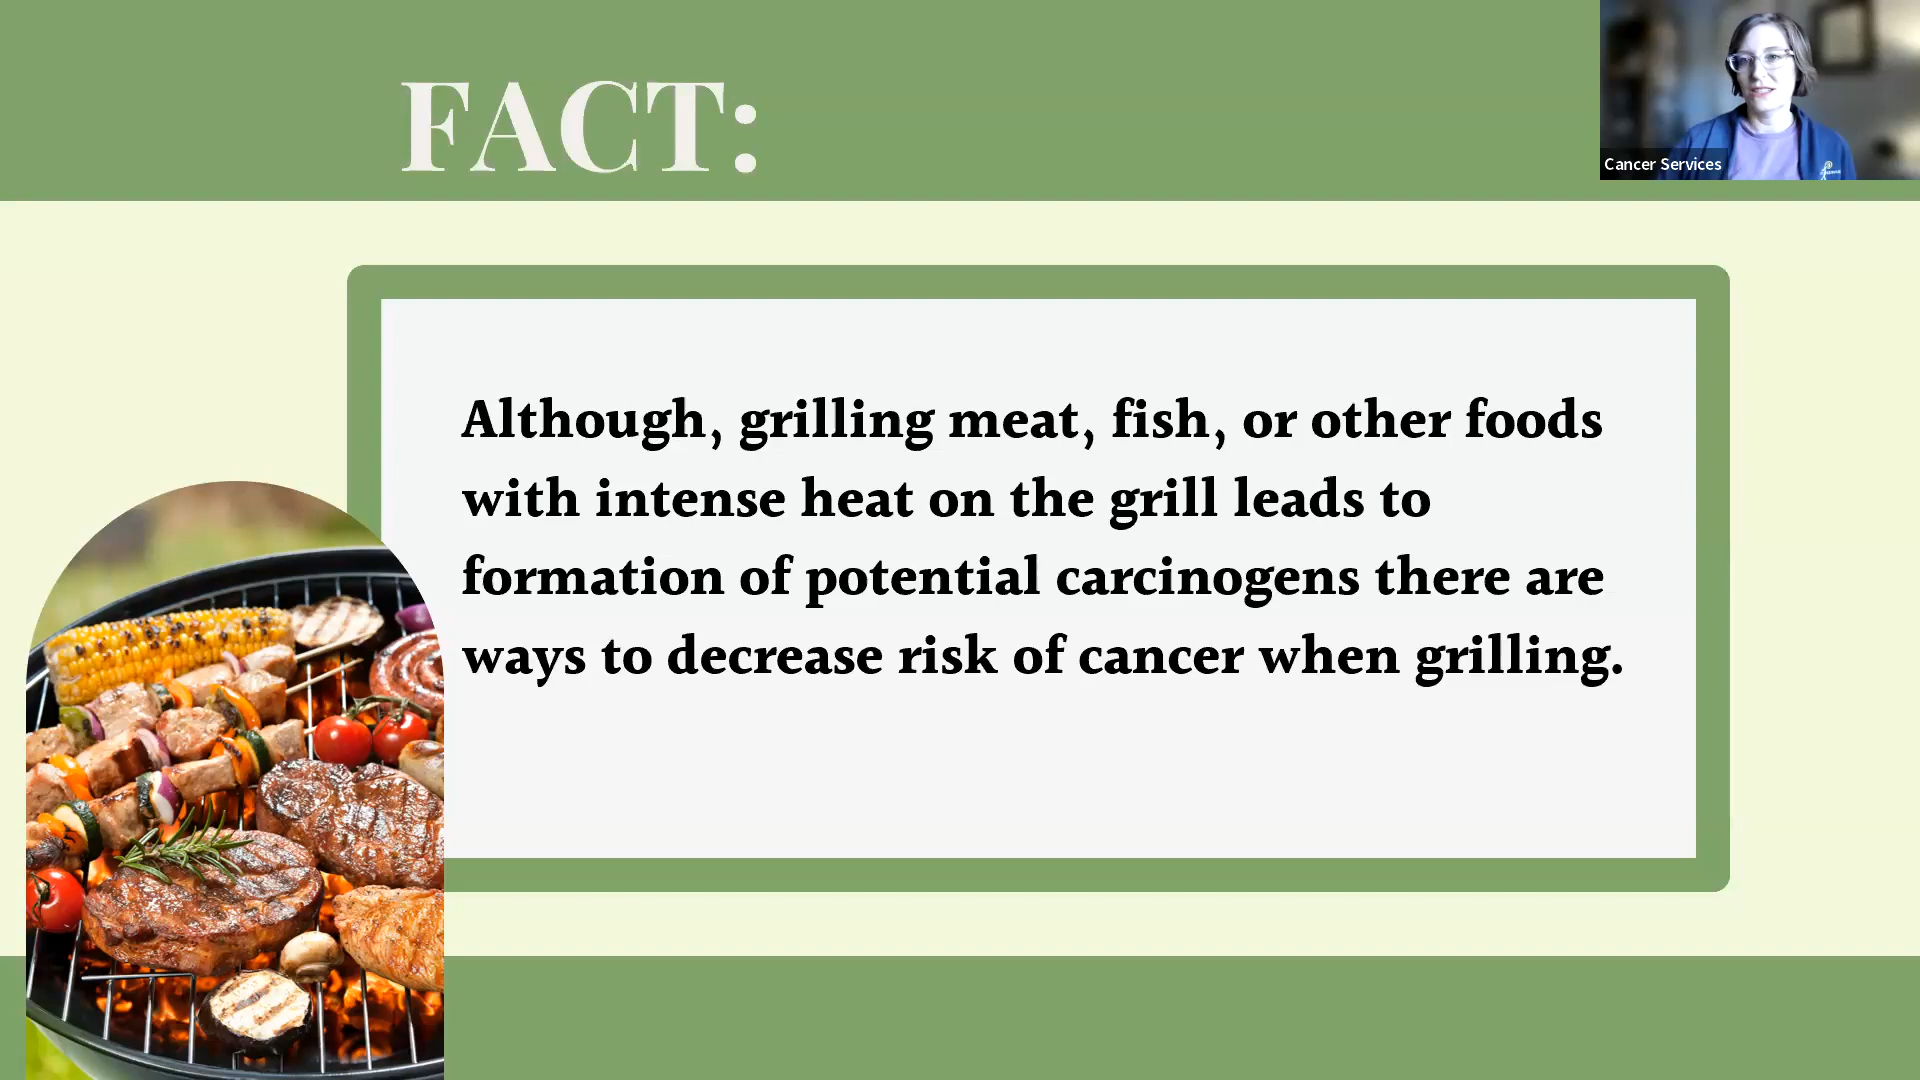 FACT:
Cancer Services
Although, grilling meat, fish, or other foods
with intense heat on the grill leads to
formation of potential carcinogens there are
ways to decrease risk of cancer when grilling.